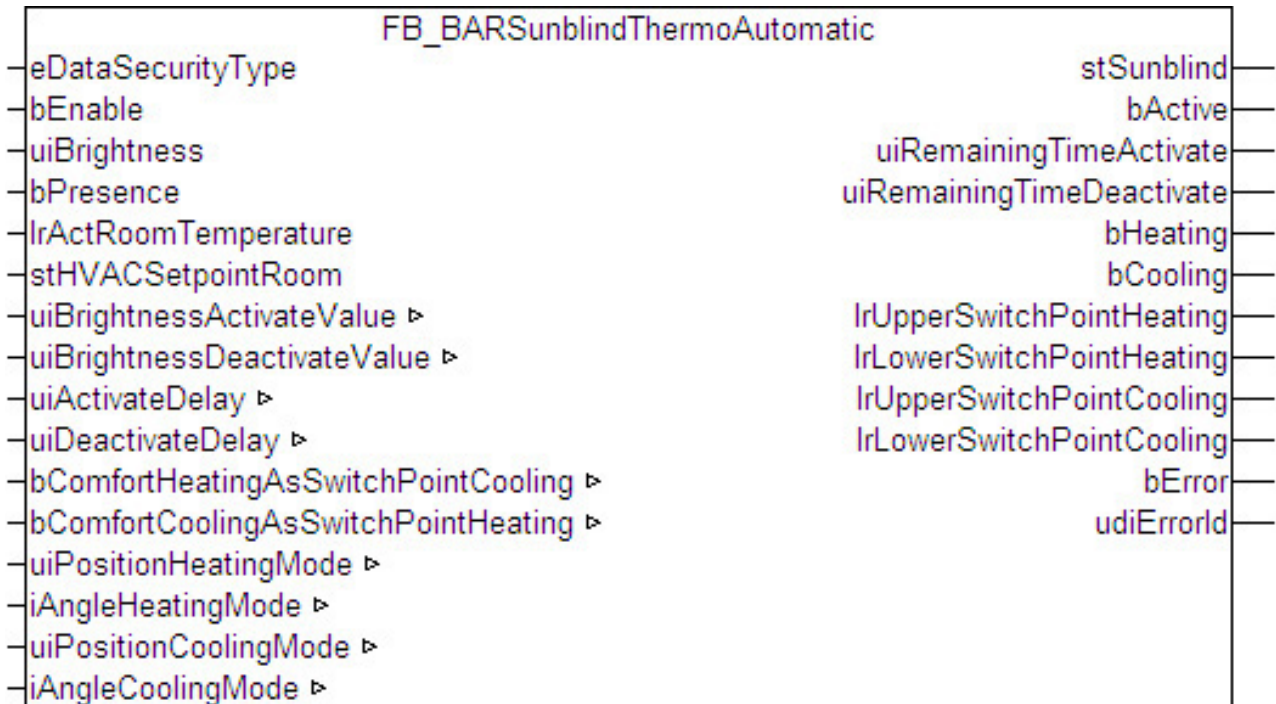 FB_BARSunblindThermoAutomatic
eDataSecurityType
stSunblind
bEnable
bActive
uiBrightness
uiRemainingTimeActivate
bPresence
uiRemainingTimeDeactivate
lrActRoomTemperature
bHeating
stHVACSetpointRoom
bCooling
uiBrightnessActivateValue
lrUpperSwitchPointHeating
uiBrightnessDeactivateValue
lrLowerSwitchPointHeating
uiActivateDelay
lrUpperSwitchPointCooling
uiDeactivateDelay
lrLowerSwitchPointCooling
bComfortHeatingAsSwitchPointCooling
bError
bComfortCoolingAsSwitchPointHeating
udiErrorId
uiPositionHeatingMode
iAngleHeatingMode
uiPositionCoolingMode
iAngleCoolingMode